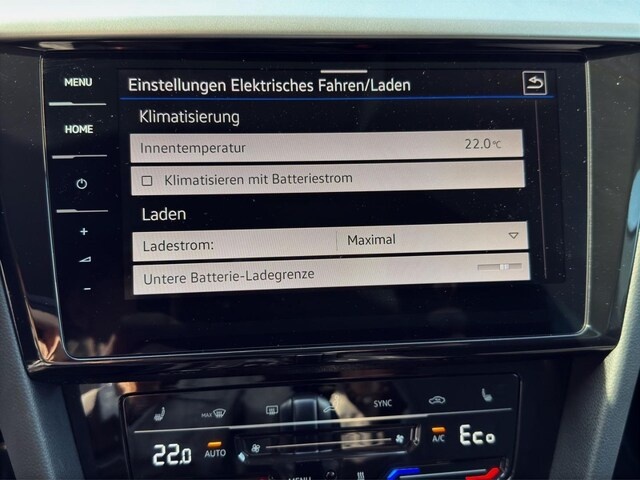 MENU
Einstellungen Elektrisches Fahren/Laden
Klimatisierung
HOME
Innentemperatur 22.0°C
Klimatisieren mit Batteriestrom
Laden
+
Ladestrom: Maximal
Untere Batterie-Ladegrenze
-
MAX
SYNC
22.0
AUTO
A/C
Eco
MENU